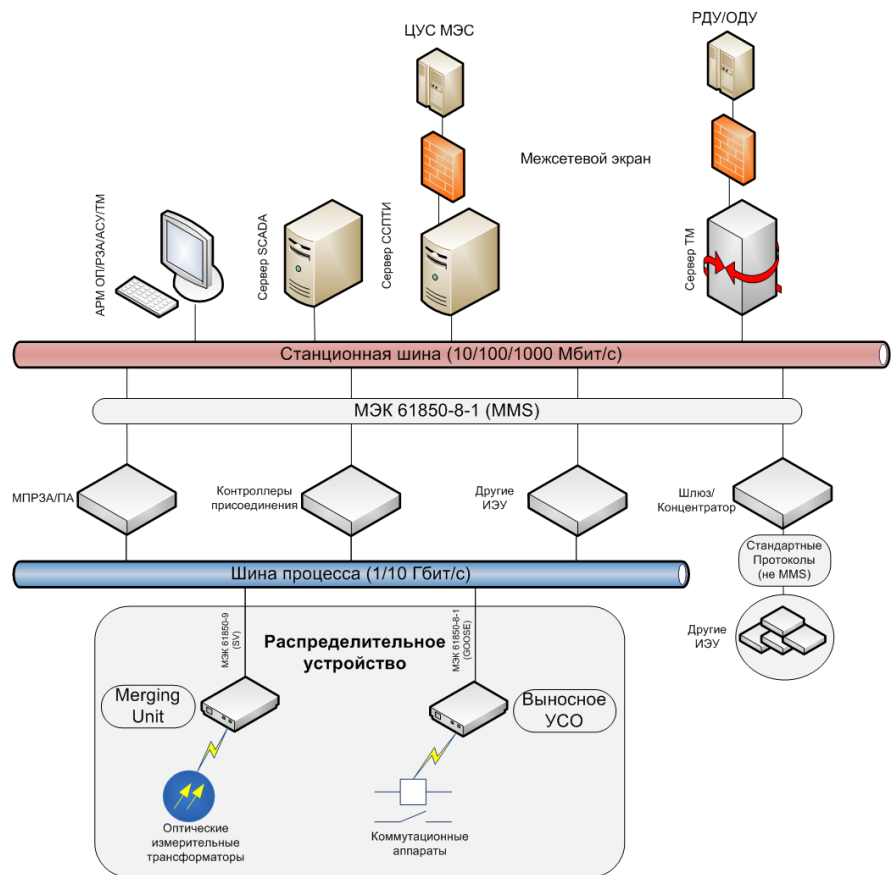 ЦУС МЭС
РДУ/ОДУ
Межсетевой экран
АРМ ОП/РЗА/АСУ/ТМ
Сервер SCADA
Сервер ССПТИ
Сервер ТМ
Станционная шина (10/100/1000 Мбит/с)
МЭК 61850-8-1 (MMS)
МПРЗА/ПА
Контроллеры
присоединения
Другие
ИЭУ
Шлюз/
Концентратор
Стандартные
Протоколы
(не MMS)
Шина процесса (1/10 Гбит/с)
Другие
ИЭУ
МЭК 61850-9
(SV)
МЭК 61850-8-1
(GOOSE)
Распределительное
устройство
Merging
Unit
Выносное
УСО
Оптические
измерительные
трансформаторы
Коммутационные
аппараты